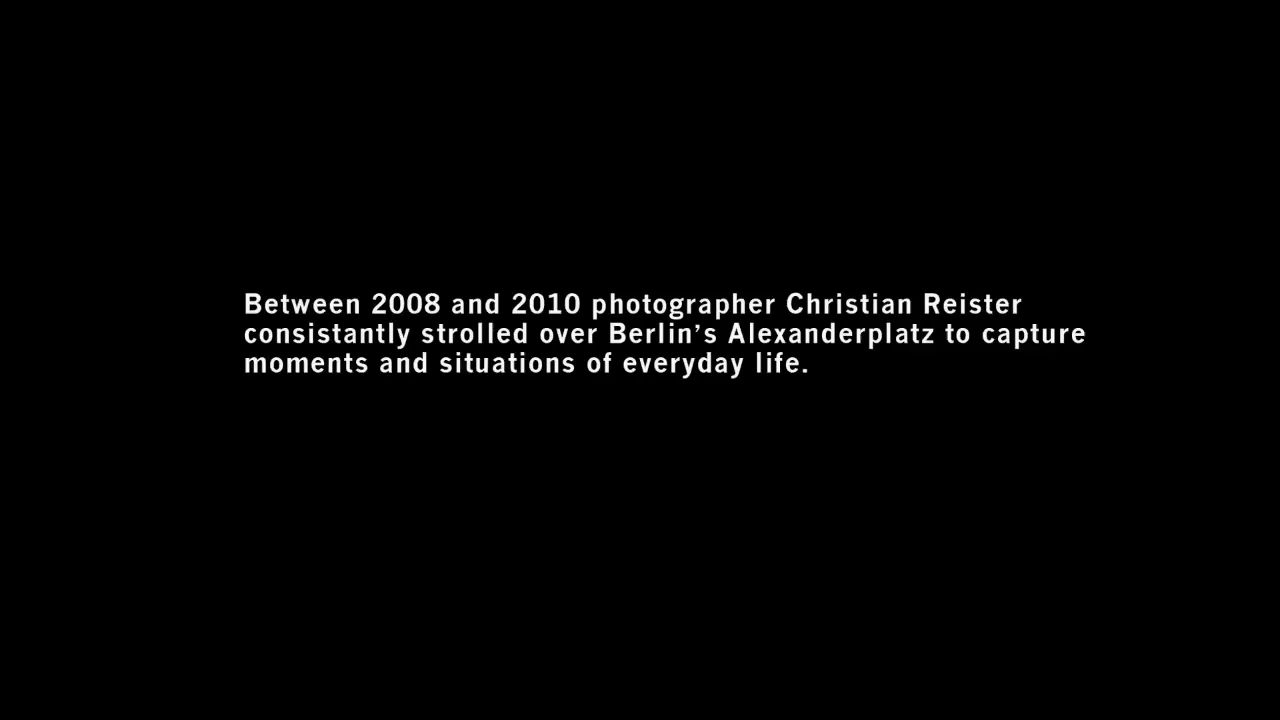 Between 2008 and 2010 photographer Christian Reister
consistantly strolled over Berlin’s Alexanderplatz to capture
moments and situations of everyday life.